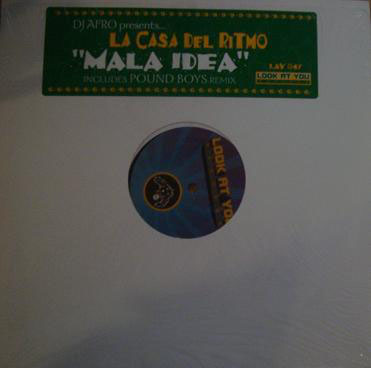 DJ AFRO presents...
LA CASA DEL RITMO
"MALA IDEA"
INCLUDES POUND BOYS REMIX
LAY 047
LOOK AT YOU
LOOK AT YOU